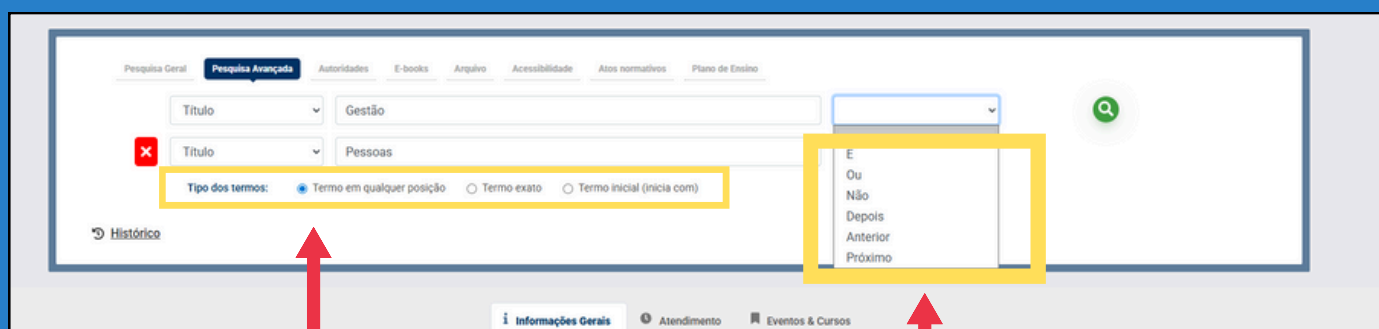 Pesquisa Geral Pesquisa Avançada Autoridades E-books Arquivo Acessibilidade Atos normativos Plano de Ensino
Título Gestão
Título Pessoas
E
Ou
Não
Depois
Anterior
Próximo
Tipo dos termos: Termo em qualquer posição Termo exato Termo inicial (inicia com)
Histórico
Informações Gerais Atendimento Eventos & Cursos